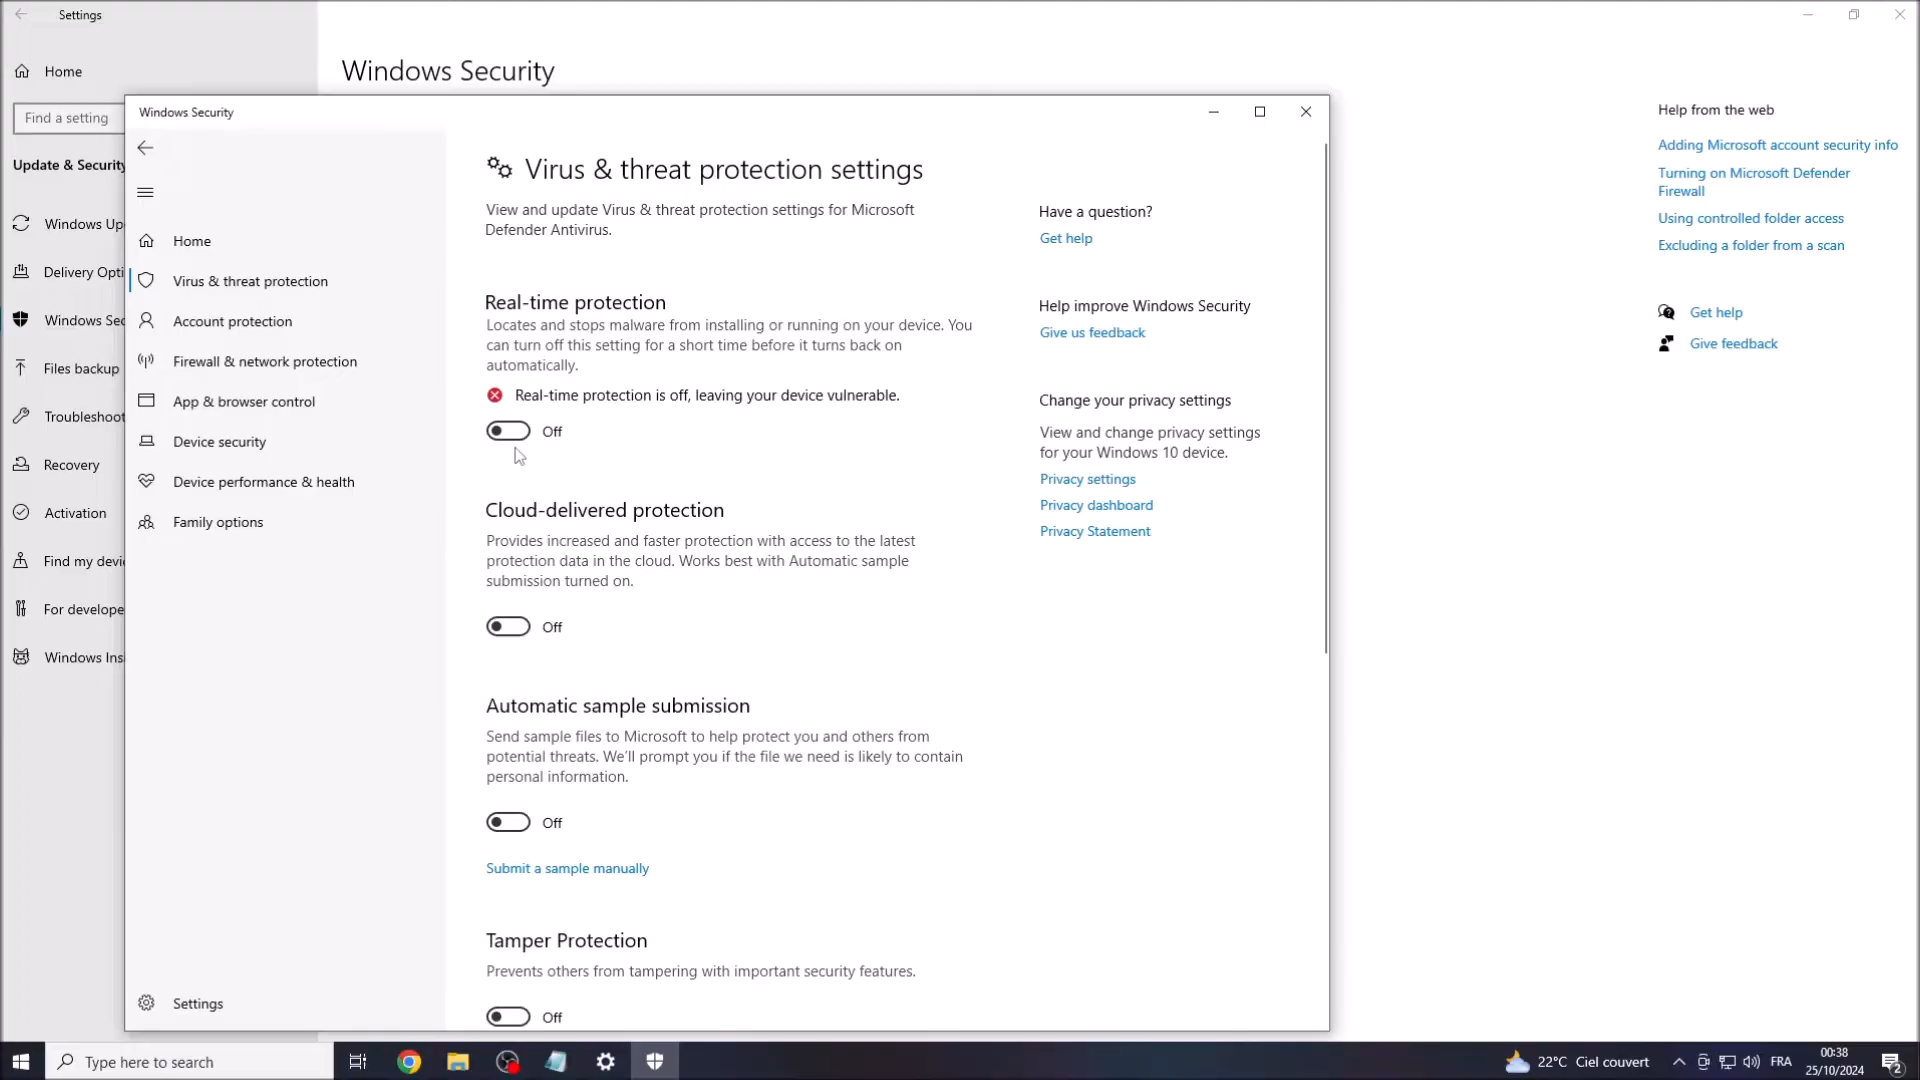 Settings
Home
Find a setting
Update & Security
Windows Up
Delivery Opti
Windows Sec
Files backup
Troubleshoot
Recovery
Activation
Find my devi
For develope
Windows Insi
Windows Security
Windows Security
Home
Virus & threat protection
Account protection
Firewall & network protection
App & browser control
Device security
Device performance & health
Family options
Settings
Virus & threat protection settings
View and update Virus & threat protection settings for Microsoft
Defender Antivirus.
Real-time protection
Locates and stops malware from installing or running on your device. You
can turn off this setting for a short time before it turns back on
automatically.
Real-time protection is off, leaving your device vulnerable.
Off
Cloud-delivered protection
Provides increased and faster protection with access to the latest
protection data in the cloud. Works best with Automatic sample
submission turned on.
Off
Automatic sample submission
Send sample files to Microsoft to help protect you and others from
potential threats. We'll prompt you if the file we need is likely to contain
personal information.
Off
Submit a sample manually
Tamper Protection
Prevents others from tampering with important security features.
Off
Have a question?
Get help
Help improve Windows Security
Give us feedback
Change your privacy settings
View and change privacy settings
for your Windows 10 device.
Privacy settings
Privacy dashboard
Privacy Statement
Help from the web
Adding Microsoft account security info
Turning on Microsoft Defender
Firewall
Using controlled folder access
Excluding a folder from a scan
Get help
Give feedback
Type here to search
22°C Ciel couvert
FRA
00:38
25/10/2024
2